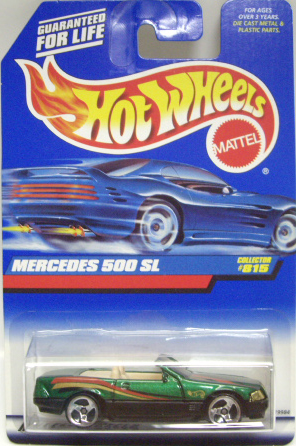 GUARANTEED
FOR LIFE
FOR AGES
OVER 3 YEARS.
DIE CAST METAL &
PLASTIC PARTS.
HOT WHEELS
MATTEL
®
MERCEDES 500 SL
COLLECTOR
#815